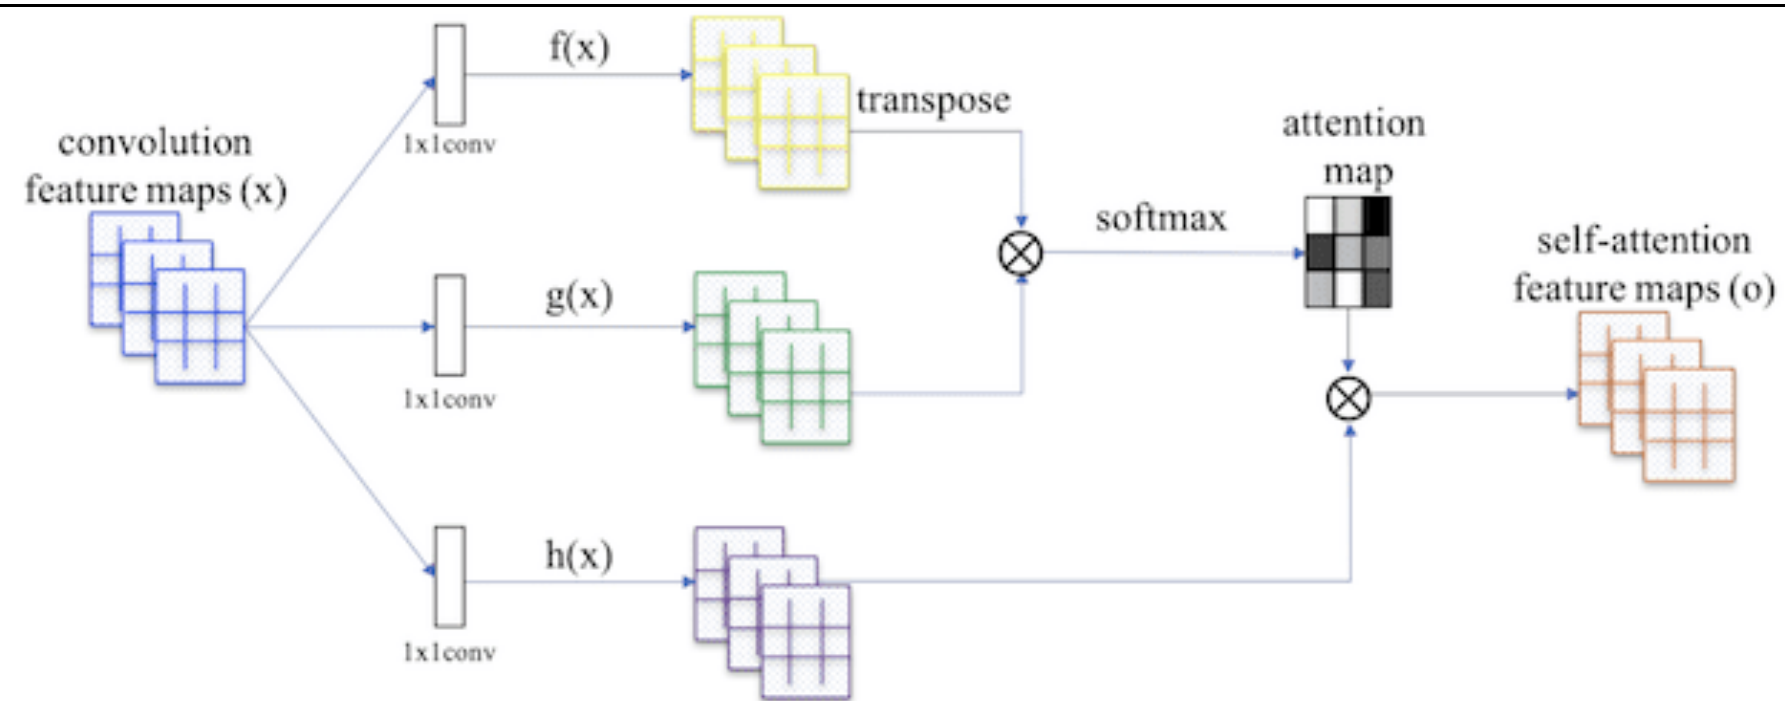 convolution
feature maps (x)
1x1conv
f(x)
transpose
1x1conv
g(x)
softmax
attention
map
1x1conv
h(x)
self-attention
feature maps (o)